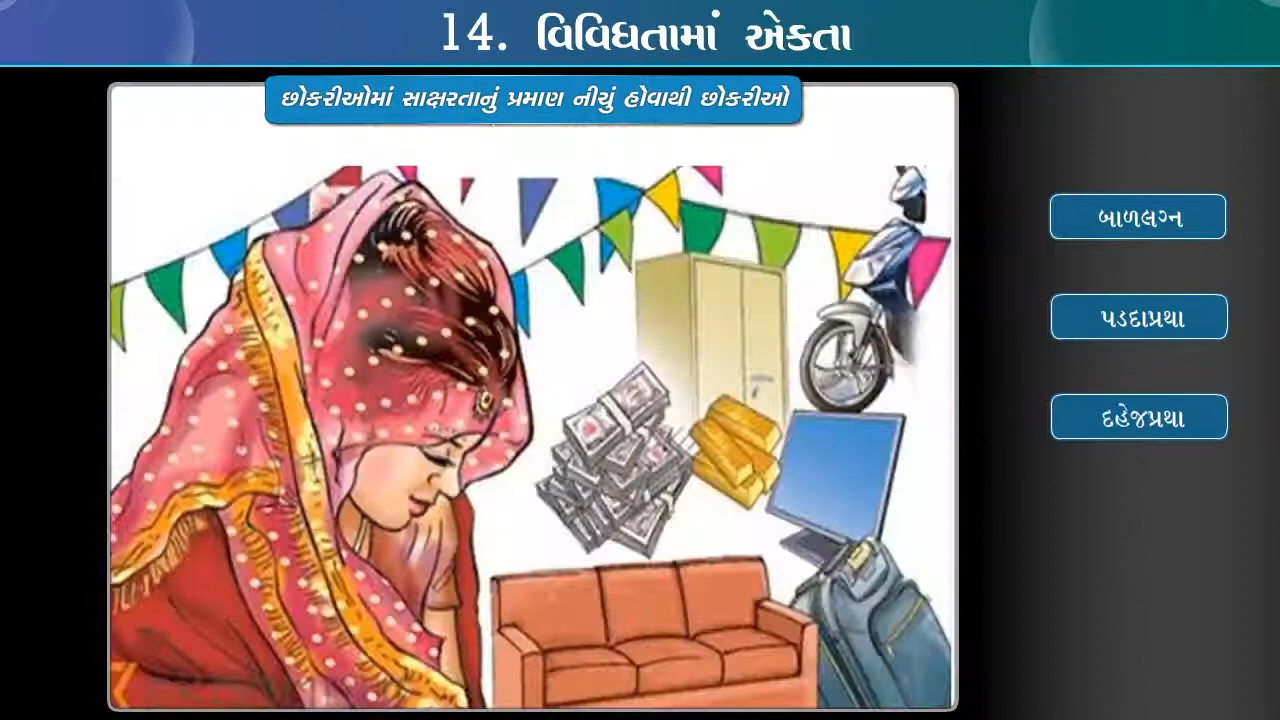 14. વિવિધતામાં એકતા
છોકરીઓમાં સાક્ષરતાનું પ્રમાણ નીચું હોવાથી છોકરીઓ
બાળલગ્ન
પડદાપ્રથા
દહેજપ્રથા